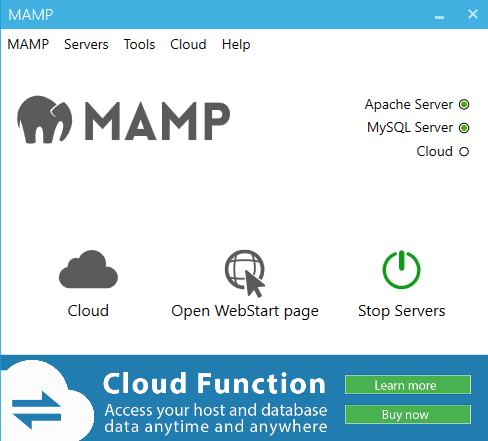 MAMP
MAMP Servers Tools Cloud Help
MAMP
Apache Server
MySQL Server
Cloud
Cloud Open WebStart page Stop Servers
Cloud Function
Access your host and database
data anytime and anywhere
Learn more
Buy now